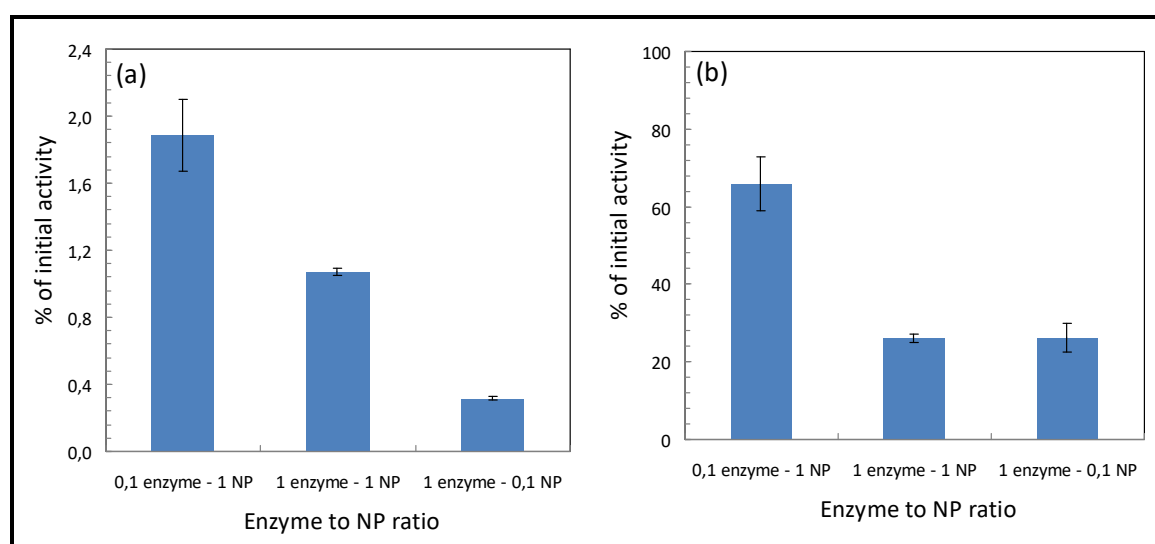 (a)
% of initial activity
2,4
2,0
1,6
1,2
0,8
0,4
0,0
0,1 enzyme - 1 NP 1 enzyme - 1 NP 1 enzyme - 0,1 NP
Enzyme to NP ratio
(b)
% of initial activity
100
80
60
40
20
0
0,1 enzyme - 1 NP 1 enzyme - 1 NP 1 enzyme - 0,1 NP
Enzyme to NP ratio